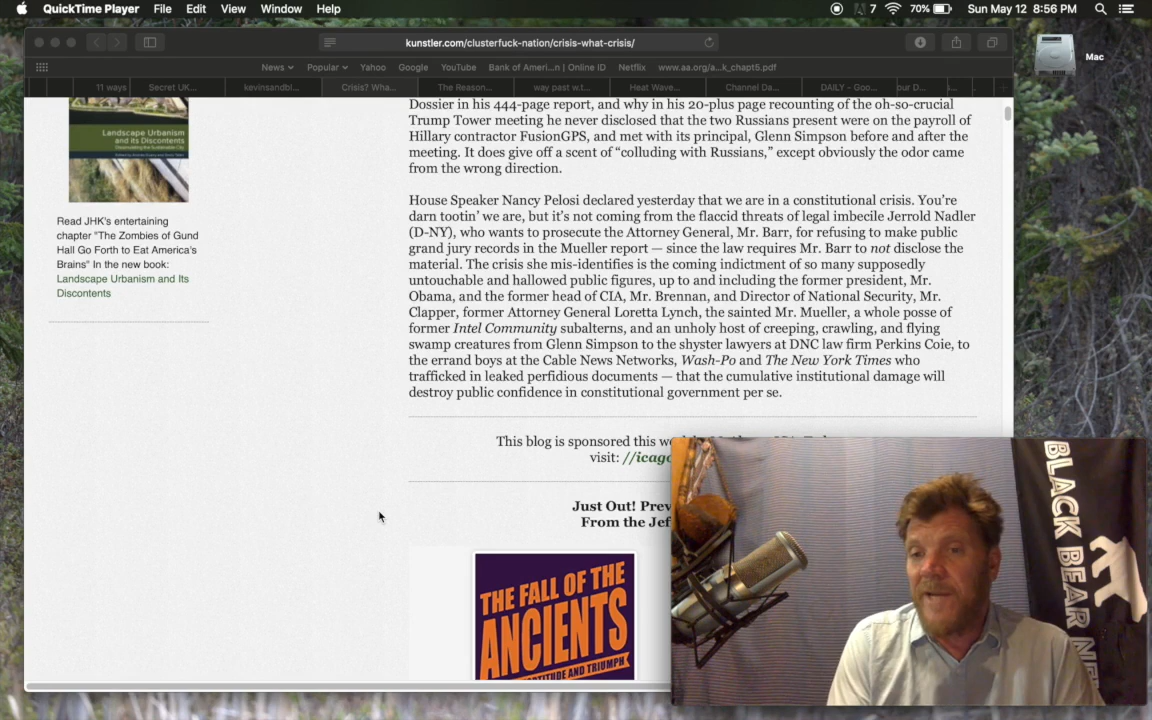 QuickTime Player File Edit View Window Help
7 70% Sun May 12 8:56 PM
kunstler.com/clusterfuck-nation/crisis-what-crisis/
Mac
News Popular Yahoo Google YouTube Bank of Ameri...n | Online ID Netflix www.aa.org/a...k_chapt5.pdf
11 ways Secret UK... kevinsandbl... Crisis? Wha... The Reason... way past w.t... Heat Wave... Channel Da... DAILY - Goo... our D...
Landscape Urbanism
and its Discontents
Read JHK's entertaining
chapter "The Zombies of Gund
Hall Go Forth to Eat America's
Brains" In the new book:
Landscape Urbanism and Its
Discontents
Dossier in his 444-page report, and why in his 20-plus page recounting of the oh-so-crucial
Trump Tower meeting he never disclosed that the two Russians present were on the payroll of
Hillary contractor FusionGPS, and met with its principal, Glenn Simpson before and after the
meeting. It does give off a scent of “colluding with Russians,” except obviously the odor came
from the wrong direction.
House Speaker Nancy Pelosi declared yesterday that we are in a constitutional crisis. You’re
darn tootin’ we are, but it’s not coming from the flaccid threats of legal imbecile Jerrold Nadler
(D-NY), who wants to prosecute the Attorney General, Mr. Barr, for refusing to make public
grand jury records in the Mueller report — since the law requires Mr. Barr to not disclose the
material. The crisis she mis-identifies is the coming indictment of so many supposedly
untouchable and hallowed public figures, up to and including the former president, Mr.
Obama, and the former head of CIA, Mr. Brennan, and Director of National Security, Mr.
Clapper, former Attorney General Loretta Lynch, the sainted Mr. Mueller, a whole posse of
former Intel Community subalterns, and an unholy host of creeping, crawling, and flying
swamp creatures from Glenn Simpson to the shyster lawyers at DNC law firm Perkins Coie, to
the errand boys at the Cable News Networks, Wash-Po and The New York Times who
trafficked in leaked perfidious documents — that the cumulative institutional damage will
destroy public confidence in constitutional government per se.
This blog is sponsored this we
visit: //icago
Just Out! Prev
From the Jef
THE FALL OF THE
ANCIENTS
TITUDE AND TRIUMPH
BLACK BEAR NE